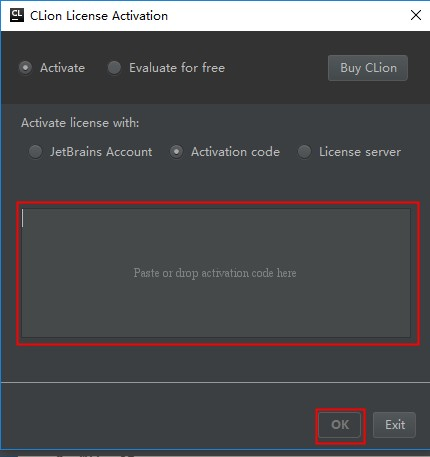 CL CLion License Activation
Activate Evaluate for free Buy CLion
Activate license with:
JetBrains Account Activation code License server
Paste or drop activation code here
OK Exit